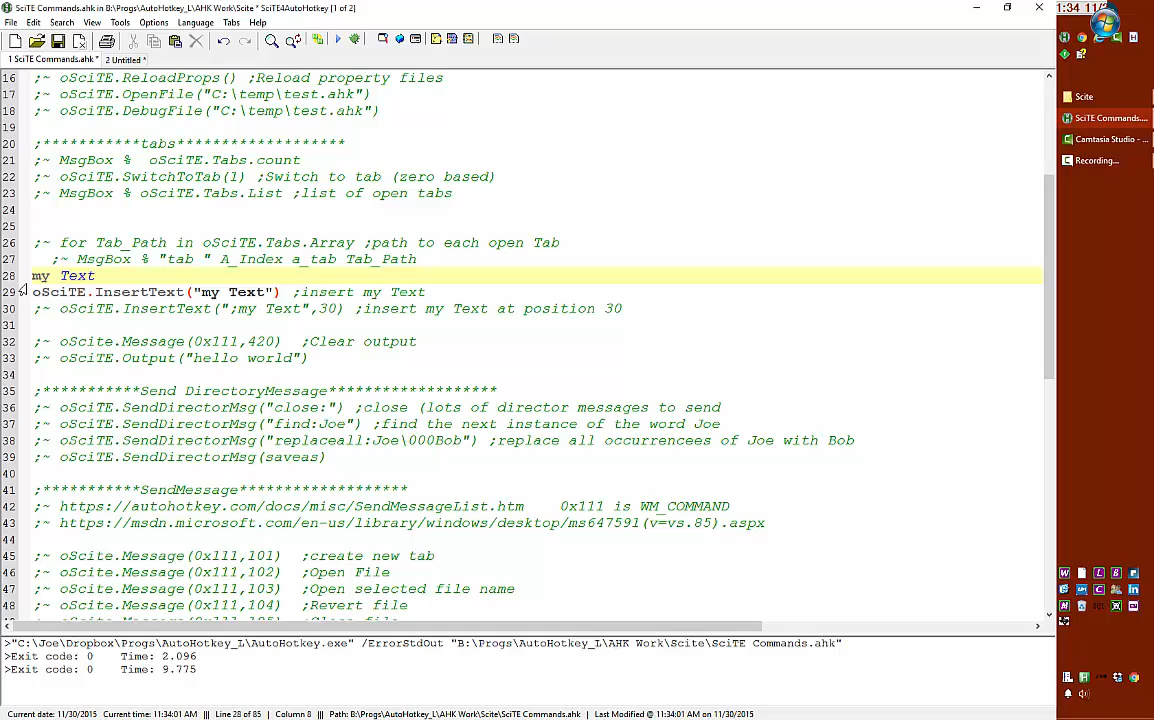 SciTE Commands.ahk in B:\Progs\AutoHotkey_L\AHK Work\Scite * SciTE4AutoHotkey [1 of 2]
1:34 11/
File Edit Search View Tools Options Language Tabs Help
1 SciTE Commands.ahk * 2 Untitled *
16 ;~ oSciTE.ReloadProps() ;Reload property files
17 ;~ oSciTE.OpenFile("C:\temp\test.ahk")
18 ;~ oSciTE.DebugFile("C:\temp\test.ahk")
19
20 ;***********tabs*******************
21 ;~ MsgBox % oSciTE.Tabs.count
22 ;~ oSciTE.SwitchToTab(1) ;Switch to tab (zero based)
23 ;~ MsgBox % oSciTE.Tabs.List ;list of open tabs
24
25
26 ;~ for Tab_Path in oSciTE.Tabs.Array ;path to each open Tab
27 ;~ MsgBox % "tab " A_Index a_tab Tab_Path
28 my Text
29 oSciTE.InsertText("my Text") ;insert my Text
30 ;~ oSciTE.InsertText(";my Text",30) ;insert my Text at position 30
31
32 ;~ oScite.Message(0x111,420) ;Clear output
33 ;~ oSciTE.Output("hello world")
34
35 ;***********Send DirectoryMessage*******************
36 ;~ oSciTE.SendDirectorMsg("close:") ;close (lots of director messages to send
37 ;~ oSciTE.SendDirectorMsg("find:Joe") ;find the next instance of the word Joe
38 ;~ oSciTE.SendDirectorMsg("replaceall:Joe\000Bob") ;replace all occurrencees of Joe with Bob
39 ;~ oSciTE.SendDirectorMsg(saveas)
40
41 ;***********SendMessage*******************
42 ;~ https://autohotkey.com/docs/misc/SendMessageList.htm 0x111 is WM_COMMAND
43 ;~ https://msdn.microsoft.com/en-us/library/windows/desktop/ms647591(v=vs.85).aspx
44
45 ;~ oScite.Message(0x111,101) ;create new tab
46 ;~ oScite.Message(0x111,102) ;Open File
47 ;~ oScite.Message(0x111,103) ;Open selected file name
48 ;~ oScite.Message(0x111,104) ;Revert file
>"C:\Joe\Dropbox\Progs\AutoHotkey_L\AutoHotkey.exe" /ErrorStdOut "B:\Progs\AutoHotkey_L\AHK Work\Scite\SciTE Commands.ahk"
>Exit code: 0 Time: 2.096
>Exit code: 0 Time: 9.775
Current date: 11/30/2015 Current time: 11:34:01 AM || Line 28 of 85 || Column 8 || Path: B:\Progs\AutoHotkey_L\AHK Work\Scite\SciTE Commands.ahk || Last Modified @ 11:34:01 AM on 11/30/2015
Scite
SciTE Commands....
Camtasia Studio - ...
Recording...